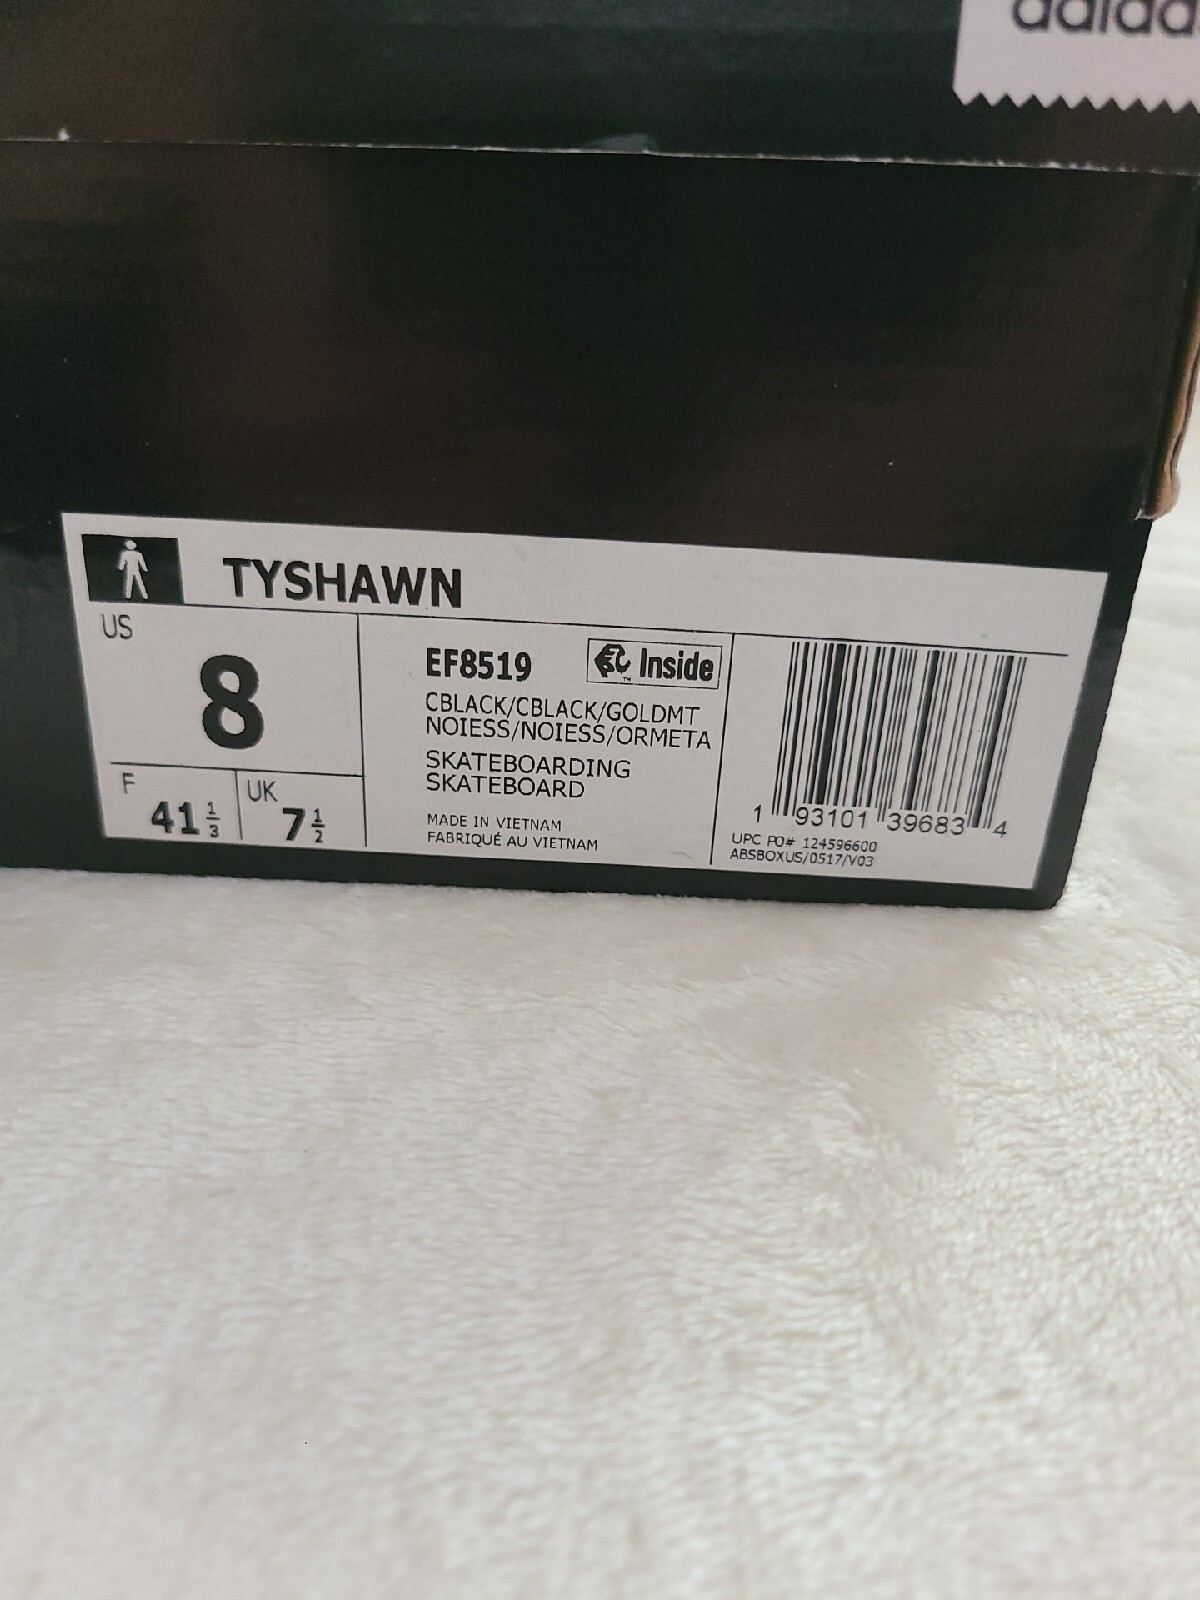 adidas
TYSHAWN
US
8
F
41 1/3
UK
7 1/2
EF8519
Inside
CBLACK/CBLACK/GOLDMT
NOIESS/NOIESS/ORMETA
SKATEBOARDING
SKATEBOARD
MADE IN VIETNAM
FABRIQUÉ AU VIETNAM
1 93101 39683 4
UPC PO# 124596600
ABSBOXUS/0517/V03